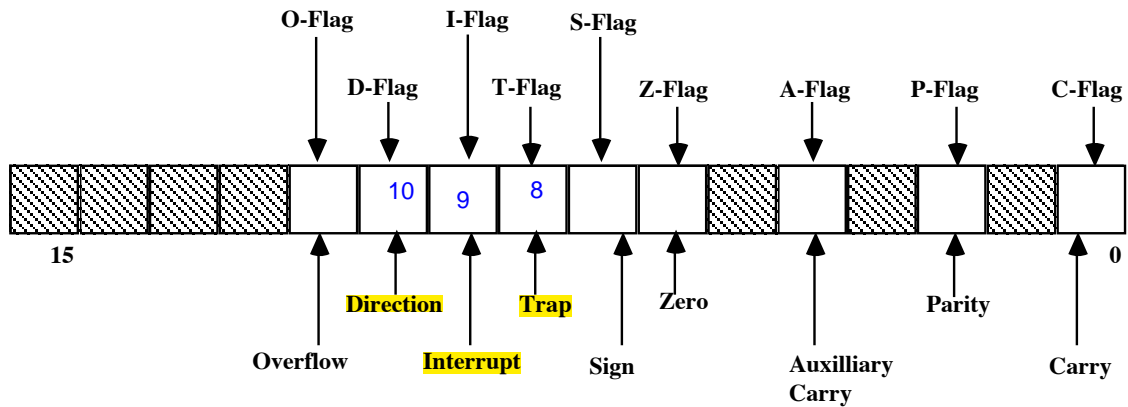 O-Flag I-Flag S-Flag
D-Flag T-Flag Z-Flag A-Flag P-Flag C-Flag
10 9 8
15 0
Direction Trap Zero Parity
Overflow Interrupt Sign Auxilliary Carry
Carry